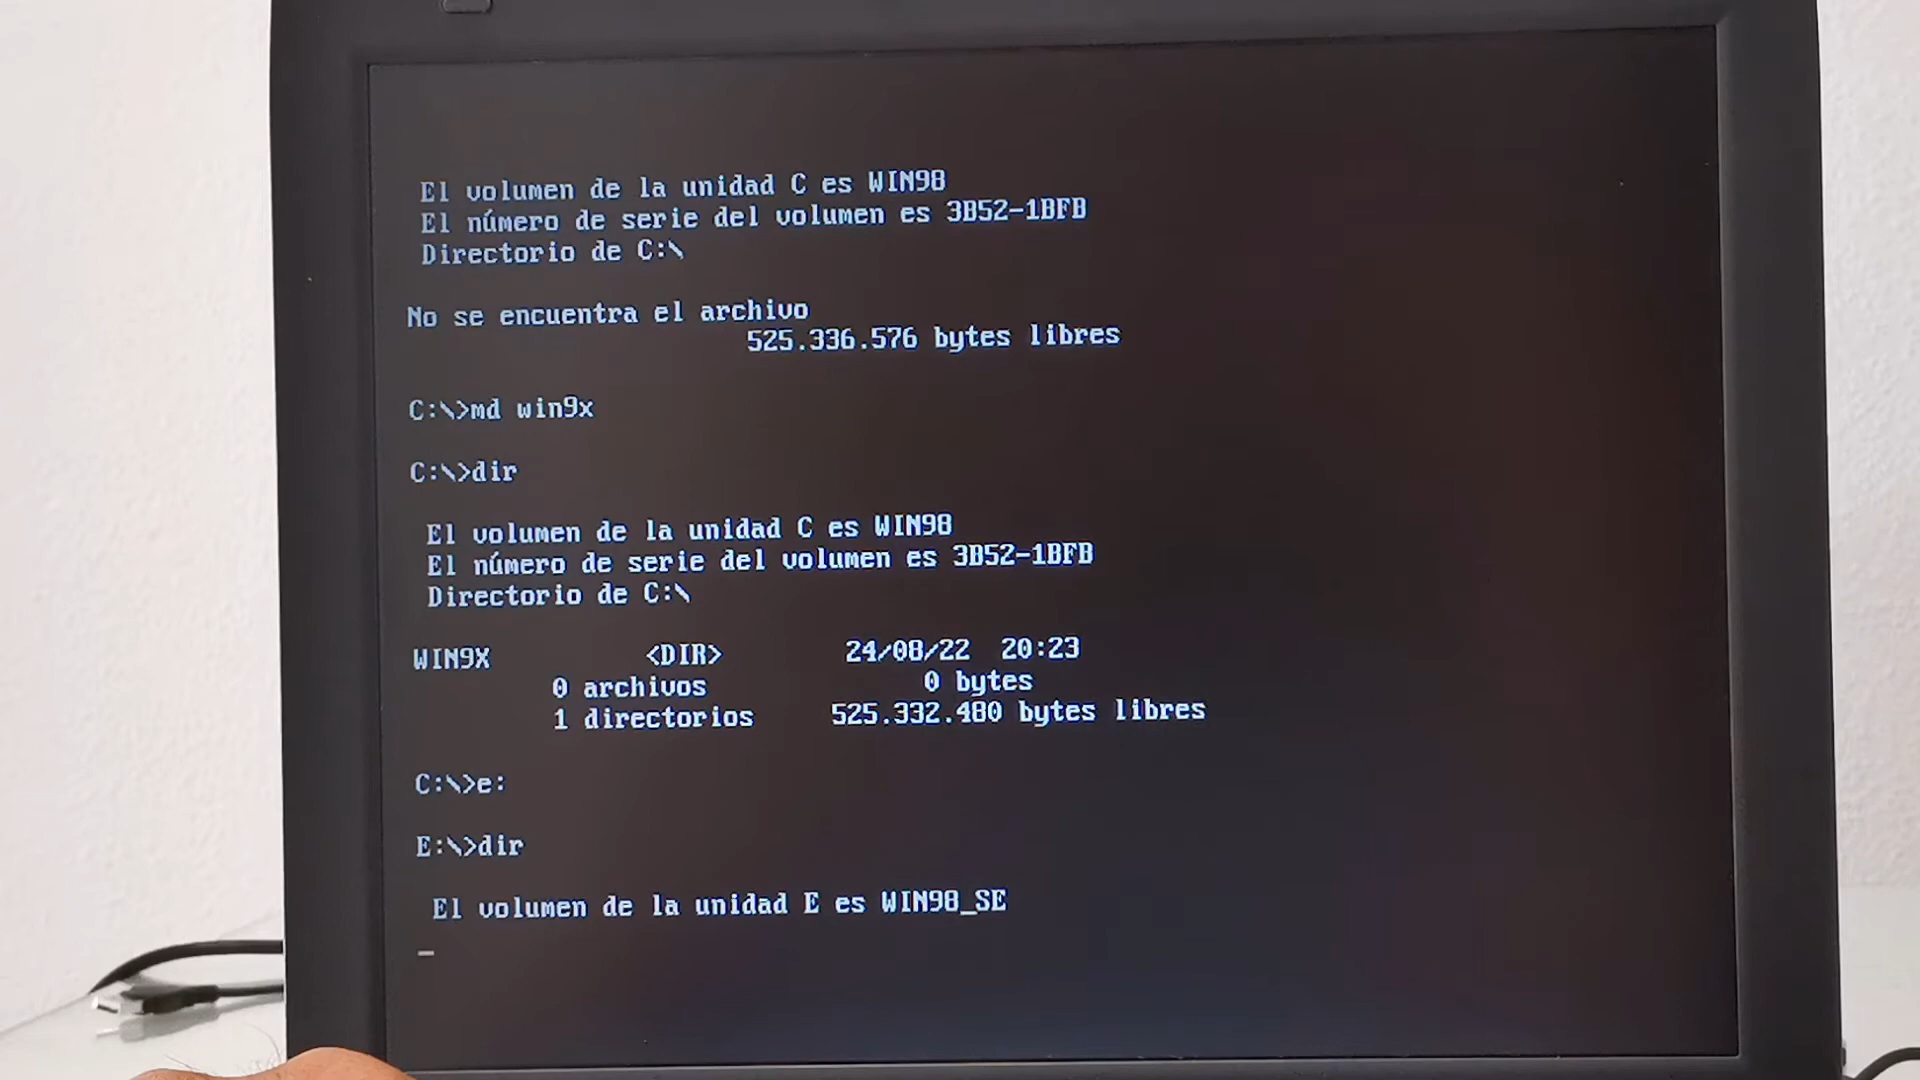 El volumen de la unidad C es WIN98
El número de serie del volumen es 3B52-1BFB
Directorio de C:\
No se encuentra el archivo
525.336.576 bytes libres
C:\>md win9x
C:\>dir
El volumen de la unidad C es WIN98
El número de serie del volumen es 3B52-1BFB
Directorio de C:\
WIN9X <DIR> 24/08/22 20:23
0 archivos 0 bytes
1 directorios 525.332.480 bytes libres
C:\>e:
E:\>dir
El volumen de la unidad E es WIN98_SE
_